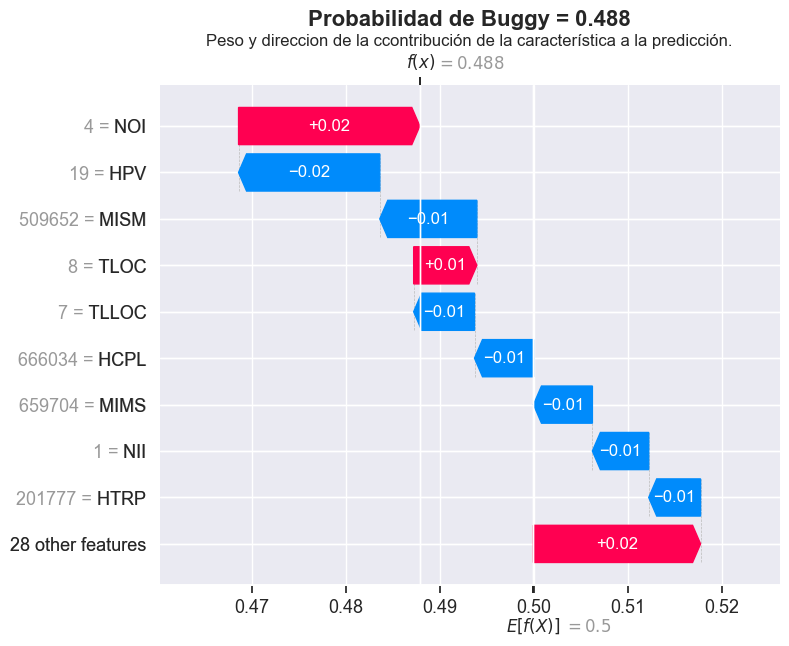 Probabilidad de Buggy = 0.488
Peso y direccion de la ccontribución de la característica a la predicción.
f(x) = 0.488
4 = NOI
+0.02
19 = HPV
−0.02
509652 = MISM
−0.01
8 = TLOC
+0.01
7 = TLLOC
−0.01
666034 = HCPL
−0.01
659704 = MIMS
−0.01
1 = NII
−0.01
201777 = HTRP
−0.01
28 other features
+0.02
0.47 0.48 0.49 0.50 0.51 0.52
E[f(X)] = 0.5